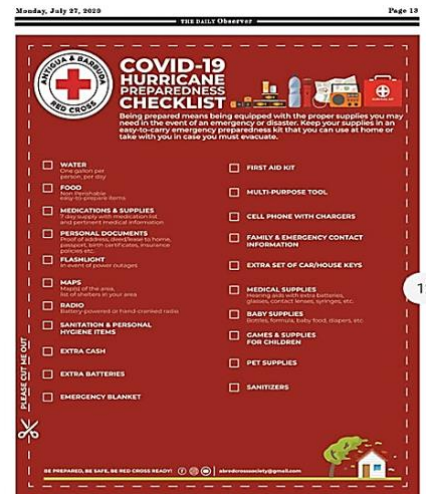 Monday, July 27, 2020
Page 13
THE DAILY Observer
ANTIGUA & BARBUDA
RED CROSS
COVID-19
HURRICANE
PREPAREDNESS
CHECKLIST
Being prepared means being equipped with the proper supplies you may
need in the event of an emergency or disaster. Keep your supplies in an
easy-to-carry emergency preparedness kit that you can use at home or
take with you in case you must evacuate.
WATER
One gallon per
person, per day
FOOD
Non Perishable
easy-to-prepare items
MEDICATIONS & SUPPLIES
7 day supply with medication list
and pertinent medical information.
PERSONAL DOCUMENTS
Proof of address, deed/lease to home,
passport, birth certificates, insurance
policies etc.
FLASHLIGHT
In event of power outages
MAPS
Map(s) of the area,
list of shelters in your area
RADIO
Battery-powered or hand-cranked radio
SANITATION & PERSONAL
HYGIENE ITEMS
EXTRA CASH
EXTRA BATTERIES
EMERGENCY BLANKET
FIRST AID KIT
MULTI-PURPOSE TOOL
CELL PHONE WITH CHARGERS
FAMILY & EMERGENCY CONTACT
INFORMATION
EXTRA SET OF CAR/HOUSE KEYS
MEDICAL SUPPLIES
Hearing aids with extra batteries,
glasses, contact lenses, syringes, etc.
BABY SUPPLIES
Bottles, formula, baby food, diapers, etc.
GAMES & SUPPLIES
FOR CHILDREN
PET SUPPLIES
SANITIZERS
PLEASE CUT ME OUT
BE PREPARED, BE SAFE, BE RED CROSS READY! abredcrosssociety@gmail.com
1